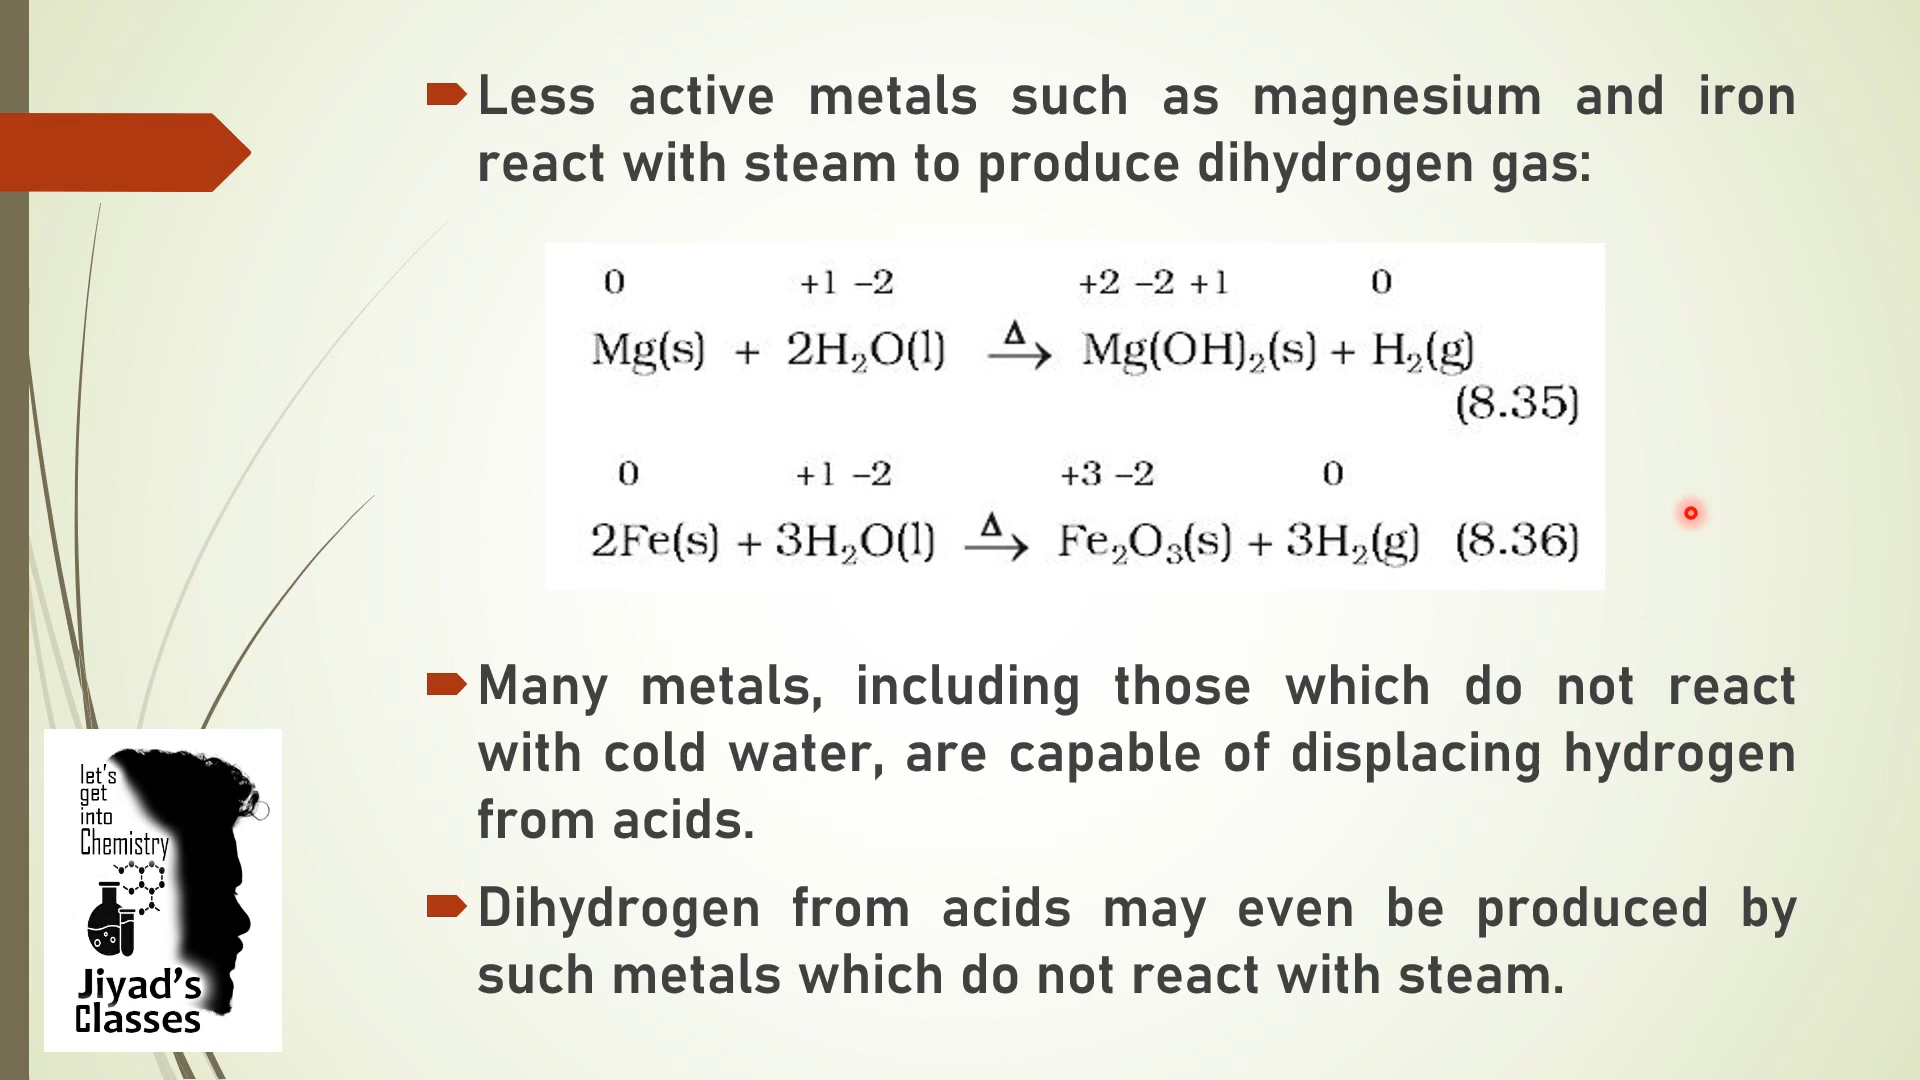 Less active metals such as magnesium and iron
react with steam to produce dihydrogen gas:
0 +1 –2 +2 –2 +1 0
Mg(s) + 2H₂O(l) Δ→ Mg(OH)₂(s) + H₂(g)
(8.35)
0 +1 –2 +3 –2 0
2Fe(s) + 3H₂O(l) Δ→ Fe₂O₃(s) + 3H₂(g) (8.36)
Many metals, including those which do not react
with cold water, are capable of displacing hydrogen
from acids.
Dihydrogen from acids may even be produced by
such metals which do not react with steam.
let's
get
into
Chemistry
Jiyad's
Classes